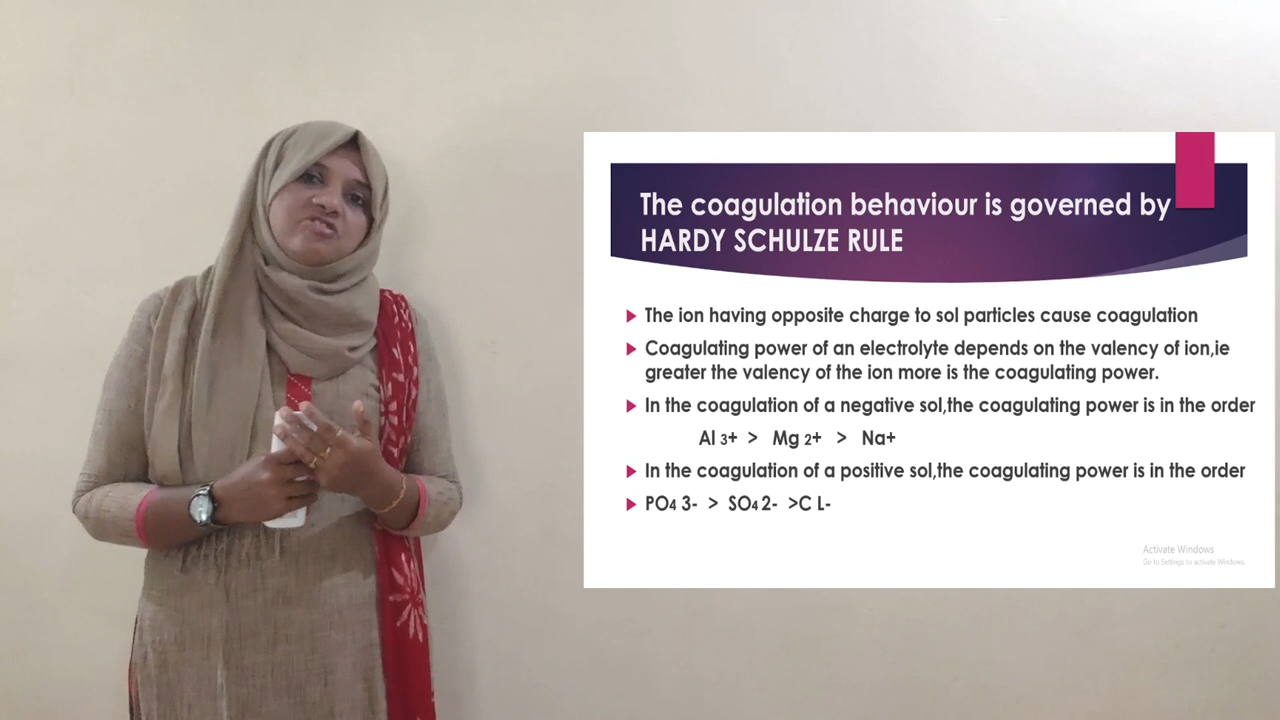 The coagulation behaviour is governed by
HARDY SCHULZE RULE
The ion having opposite charge to sol particles cause coagulation
Coagulating power of an electrolyte depends on the valency of ion,ie
greater the valency of the ion more is the coagulating power.
In the coagulation of a negative sol,the coagulating power is in the order
Al 3+ > Mg 2+ > Na+
In the coagulation of a positive sol,the coagulating power is in the order
PO4 3- > SO4 2- >C L-
Activate Windows
Go to Settings to activate Windows.